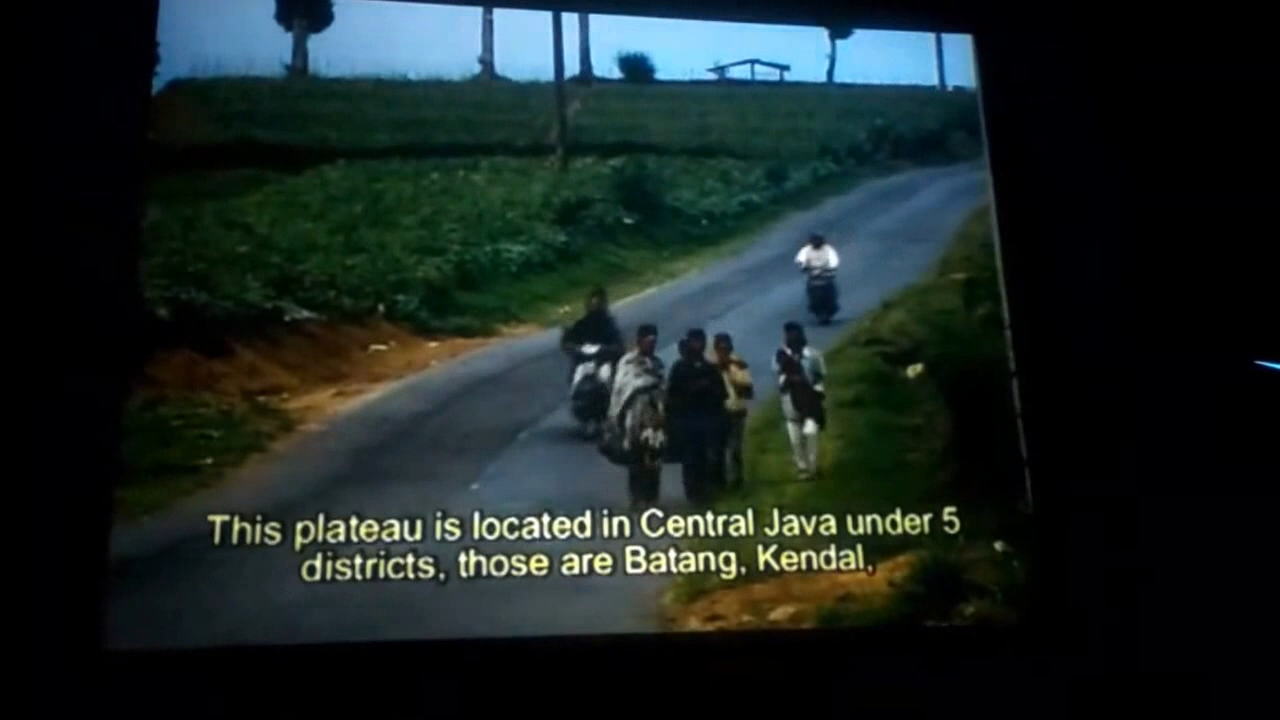 This plateau is located in Central Java under 5
districts, those are Batang, Kendal,